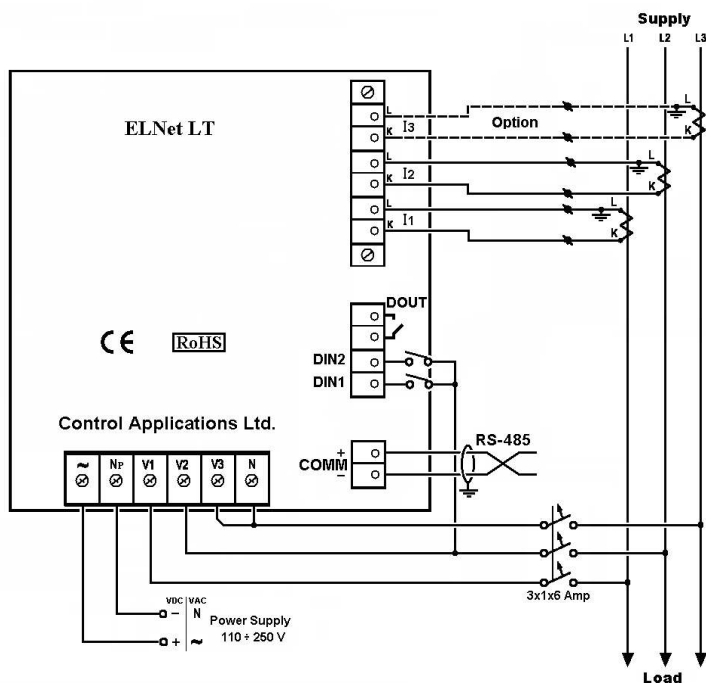 Supply
L1 L2 L3
ELNet LT
L
I3
K
Option
L
K
L
I2
K
L
K
L
I1
K
L
K
DOUT
CE
RoHS
DIN2
DIN1
Control Applications Ltd.
~ NP V1 V2 V3 N
+
COMM
−
RS-485
3x1x6 Amp
VDC VAC
− N
+ ~
Power Supply
110 ÷ 250 V
Load